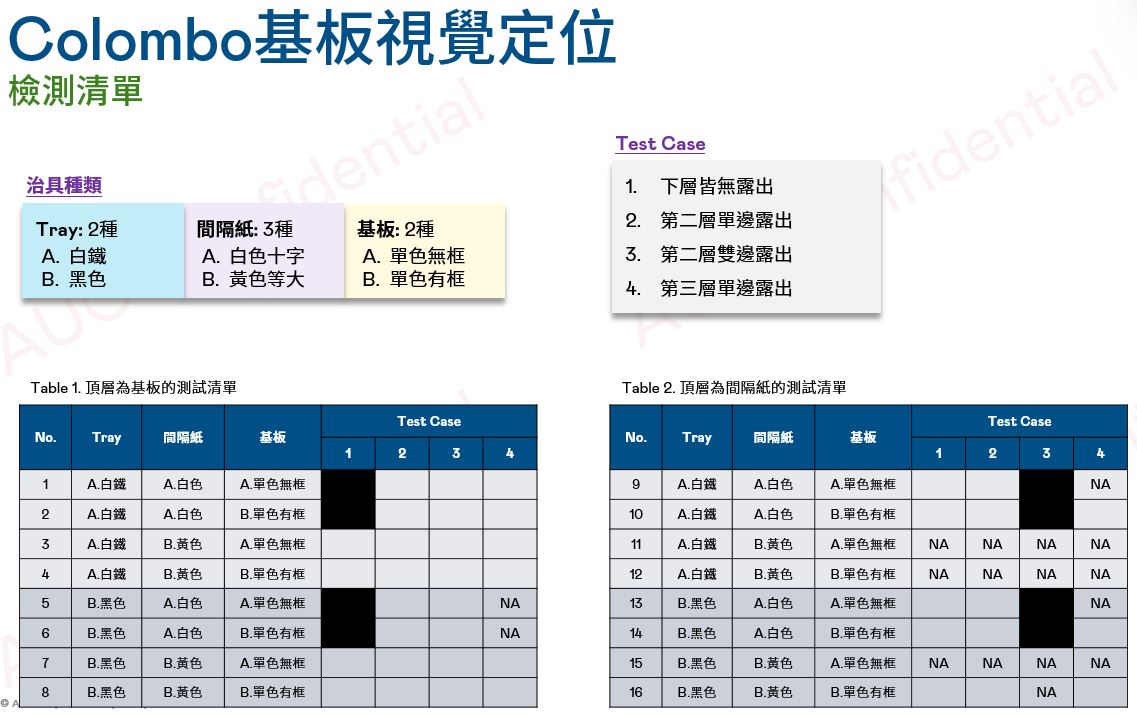 Colombo基板視覺定位
檢測清單
治具種類
Tray: 2種
A. 白鐵
B. 黑色
間隔紙: 3種
A. 白色十字
B. 黃色等大
基板: 2種
A. 單色無框
B. 單色有框
Test Case
1. 下層皆無露出
2. 第二層單邊露出
3. 第二層雙邊露出
4. 第三層單邊露出
Table 1. 頂層為基板的測試清單
No. Tray 間隔紙 基板 Test Case
1 2 3 4
1 A.白鐵 A.白色 A.單色無框
2 A.白鐵 A.白色 B.單色有框
3 A.白鐵 B.黃色 A.單色無框
4 A.白鐵 B.黃色 B.單色有框
5 B.黑色 A.白色 A.單色無框 NA
6 B.黑色 A.白色 B.單色有框 NA
7 B.黑色 B.黃色 A.單色無框
8 B.黑色 B.黃色 B.單色有框
Table 2. 頂層為間隔紙的測試清單
No. Tray 間隔紙 基板 Test Case
1 2 3 4
9 A.白鐵 A.白色 A.單色無框 NA
10 A.白鐵 A.白色 B.單色有框
11 A.白鐵 B.黃色 A.單色無框 NA NA NA NA
12 A.白鐵 B.黃色 B.單色有框 NA NA NA NA
13 B.黑色 A.白色 A.單色無框 NA
14 B.黑色 A.白色 B.單色有框
15 B.黑色 B.黃色 A.單色無框 NA NA NA NA
16 B.黑色 B.黃色 B.單色有框 NA